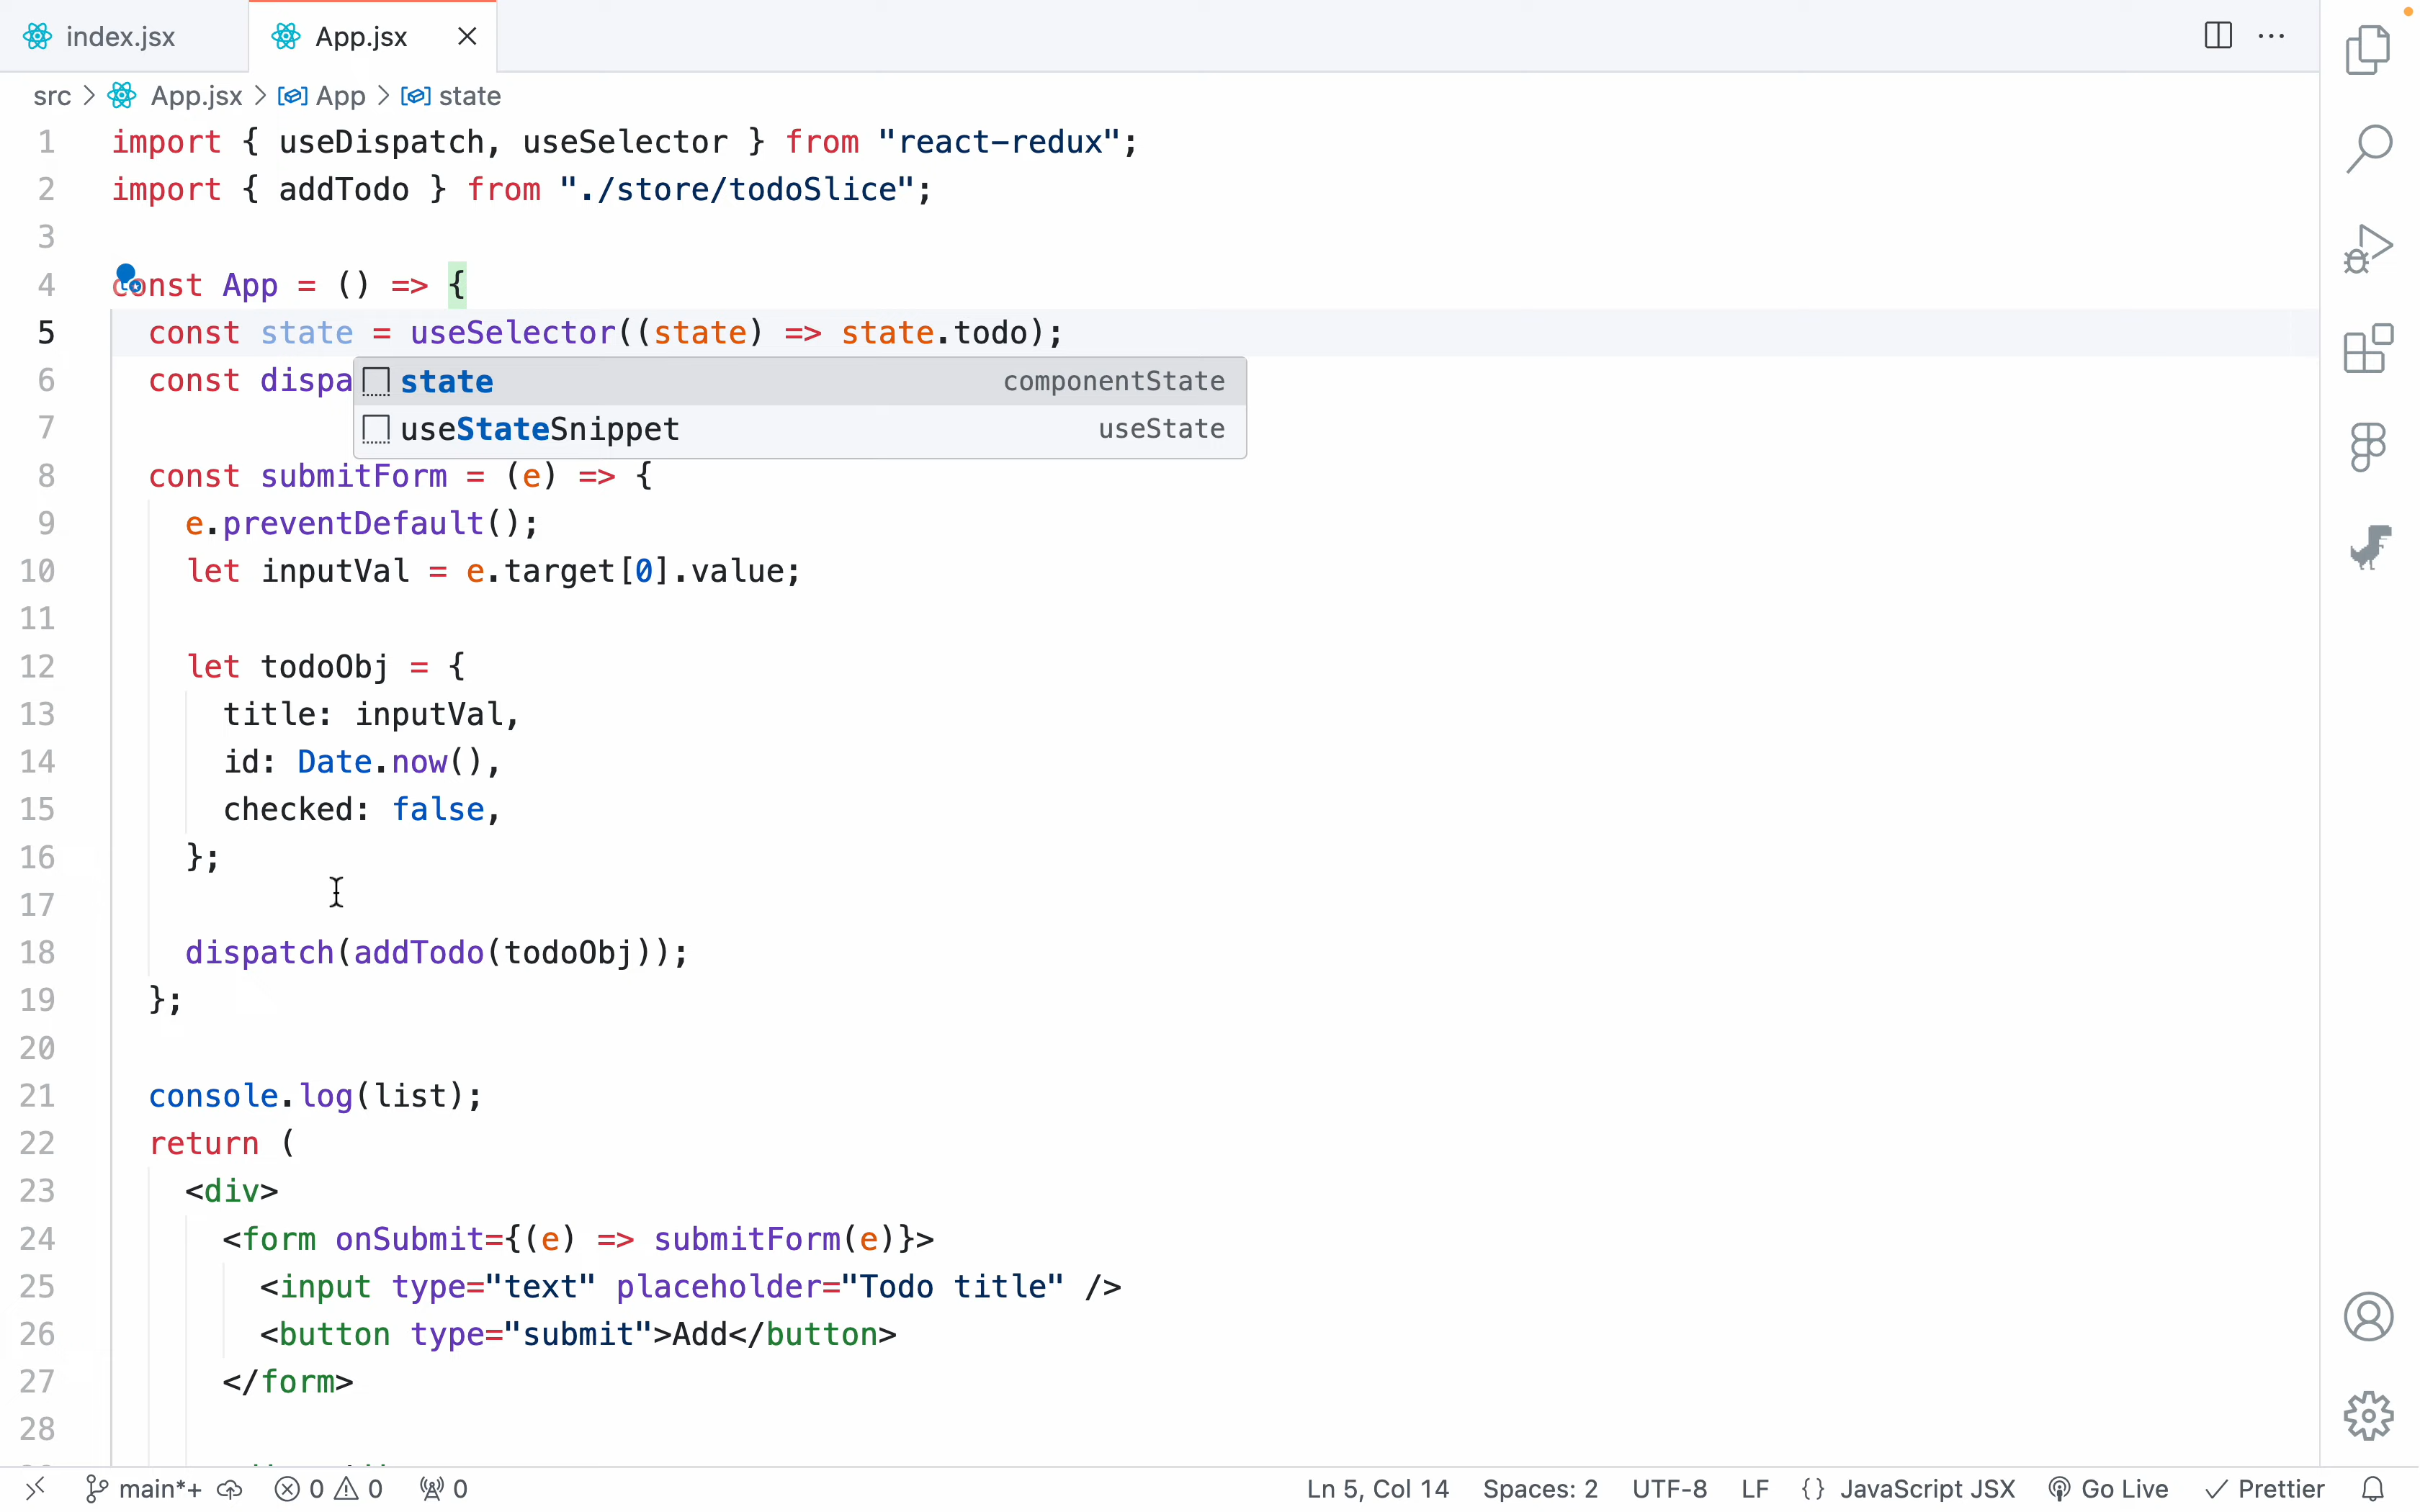 index.jsx
App.jsx
src > App.jsx > App > state
1 import { useDispatch, useSelector } from "react-redux";
2 import { addTodo } from "./store/todoSlice";
3
4 const App = () => {
5 const state = useSelector((state) => state.todo);
6 const dispa
state componentState
7
useStateSnippet useState
8 const submitForm = (e) => {
9 e.preventDefault();
10 let inputVal = e.target[0].value;
11
12 let todoObj = {
13 title: inputVal,
14 id: Date.now(),
15 checked: false,
16 };
17
18 dispatch(addTodo(todoObj));
19 };
20
21 console.log(list);
22 return (
23 <div>
24 <form onSubmit={(e) => submitForm(e)}>
25 <input type="text" placeholder="Todo title" />
26 <button type="submit">Add</button>
27 </form>
28
main*+ 0 0 0 Ln 5, Col 14 Spaces: 2 UTF-8 LF {} JavaScript JSX Go Live Prettier